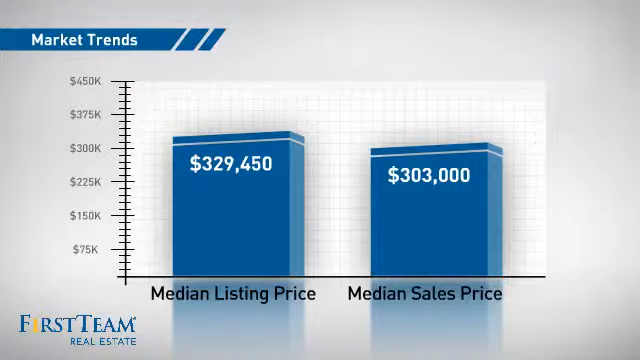 Market Trends
$450K
$375K
$300K
$225K
$150K
$75K
$329,450
$303,000
Median Listing Price
Median Sales Price
FIRSTTEAM®
REAL ESTATE